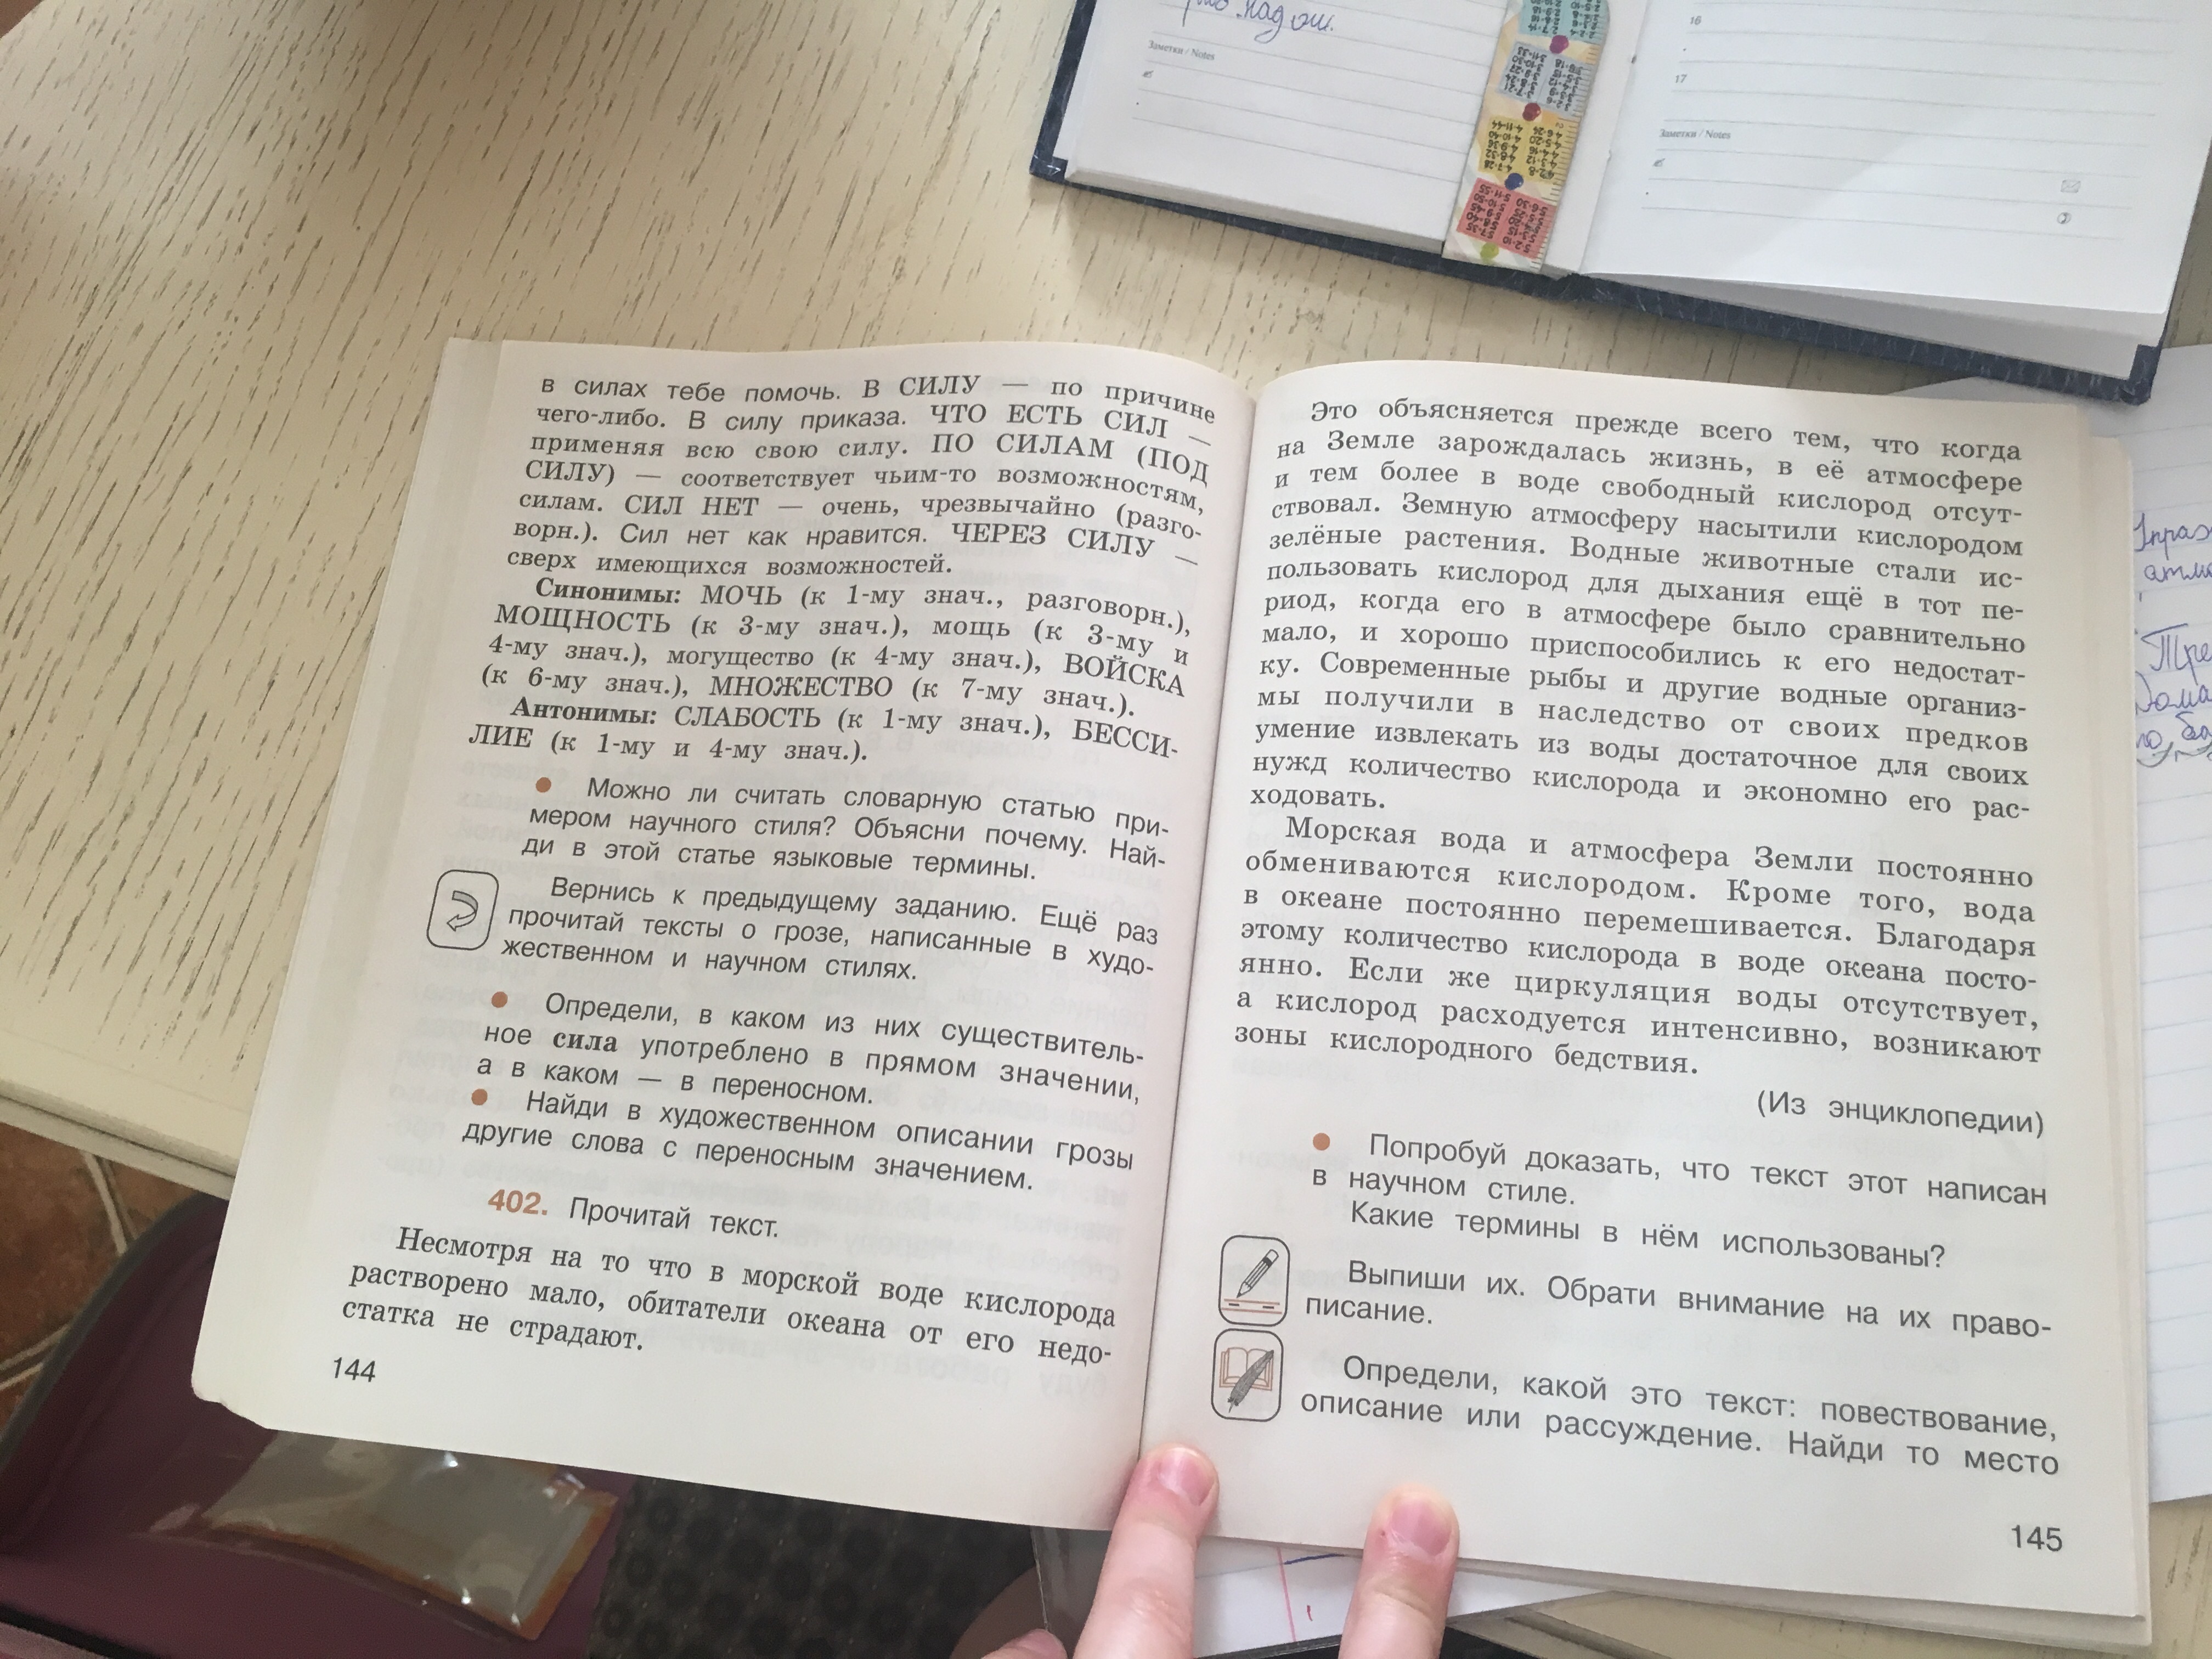 над ош.
Заметки / Notes
16
17
Заметки / Notes
в силах тебе помочь. В СИЛУ — по причине
чего-либо. В силу приказа. ЧТО ЕСТЬ СИЛ —
применяя всю свою силу. ПО СИЛАМ (ПОД
СИЛУ) — соответствует чьим-то возможностям,
силам. СИЛ НЕТ — очень, чрезвычайно (разго-
ворн.). Сил нет как нравится. ЧЕРЕЗ СИЛУ —
сверх имеющихся возможностей.
Синонимы: МОЧЬ (к 1-му знач., разговорн.),
МОЩНОСТЬ (к 3-му знач.), мощь (к 3-му и
4-му знач.), могущество (к 4-му знач.), ВОЙСКА
(к 6-му знач.), МНОЖЕСТВО (к 7-му знач.).
Антонимы: СЛАБОСТЬ (к 1-му знач.), БЕССИ-
ЛИЕ (к 1-му и 4-му знач.).
• Можно ли считать словарную статью при-
мером научного стиля? Объясни почему. Най-
ди в этой статье языковые термины.
Вернись к предыдущему заданию. Ещё раз
прочитай тексты о грозе, написанные в худо-
жественном и научном стилях.
• Определи, в каком из них существитель-
ное сила употреблено в прямом значении,
а в каком — в переносном.
• Найди в художественном описании грозы
другие слова с переносным значением.
402. Прочитай текст.
Несмотря на то что в морской воде кислорода
растворено мало, обитатели океана от его недо-
статка не страдают.
144
Это объясняется прежде всего тем, что когда
на Земле зарождалась жизнь, в её атмосфере
и тем более в воде свободный кислород отсут-
ствовал. Земную атмосферу насытили кислородом
зелёные растения. Водные животные стали ис-
пользовать кислород для дыхания ещё в тот пе-
риод, когда его в атмосфере было сравнительно
мало, и хорошо приспособились к его недостат-
ку. Современные рыбы и другие водные организ-
мы получили в наследство от своих предков
умение извлекать из воды достаточное для своих
нужд количество кислорода и экономно его рас-
ходовать.
Морская вода и атмосфера Земли постоянно
обмениваются кислородом. Кроме того, вода
в океане постоянно перемешивается. Благодаря
этому количество кислорода в воде океана посто-
янно. Если же циркуляция воды отсутствует,
а кислород расходуется интенсивно, возникают
зоны кислородного бедствия.
(Из энциклопедии)
• Попробуй доказать, что текст этот написан
в научном стиле.
Какие термины в нём использованы?
Выпиши их. Обрати внимание на их право-
писание.
Определи, какой это текст: повествование,
описание или рассуждение. Найди то место
145